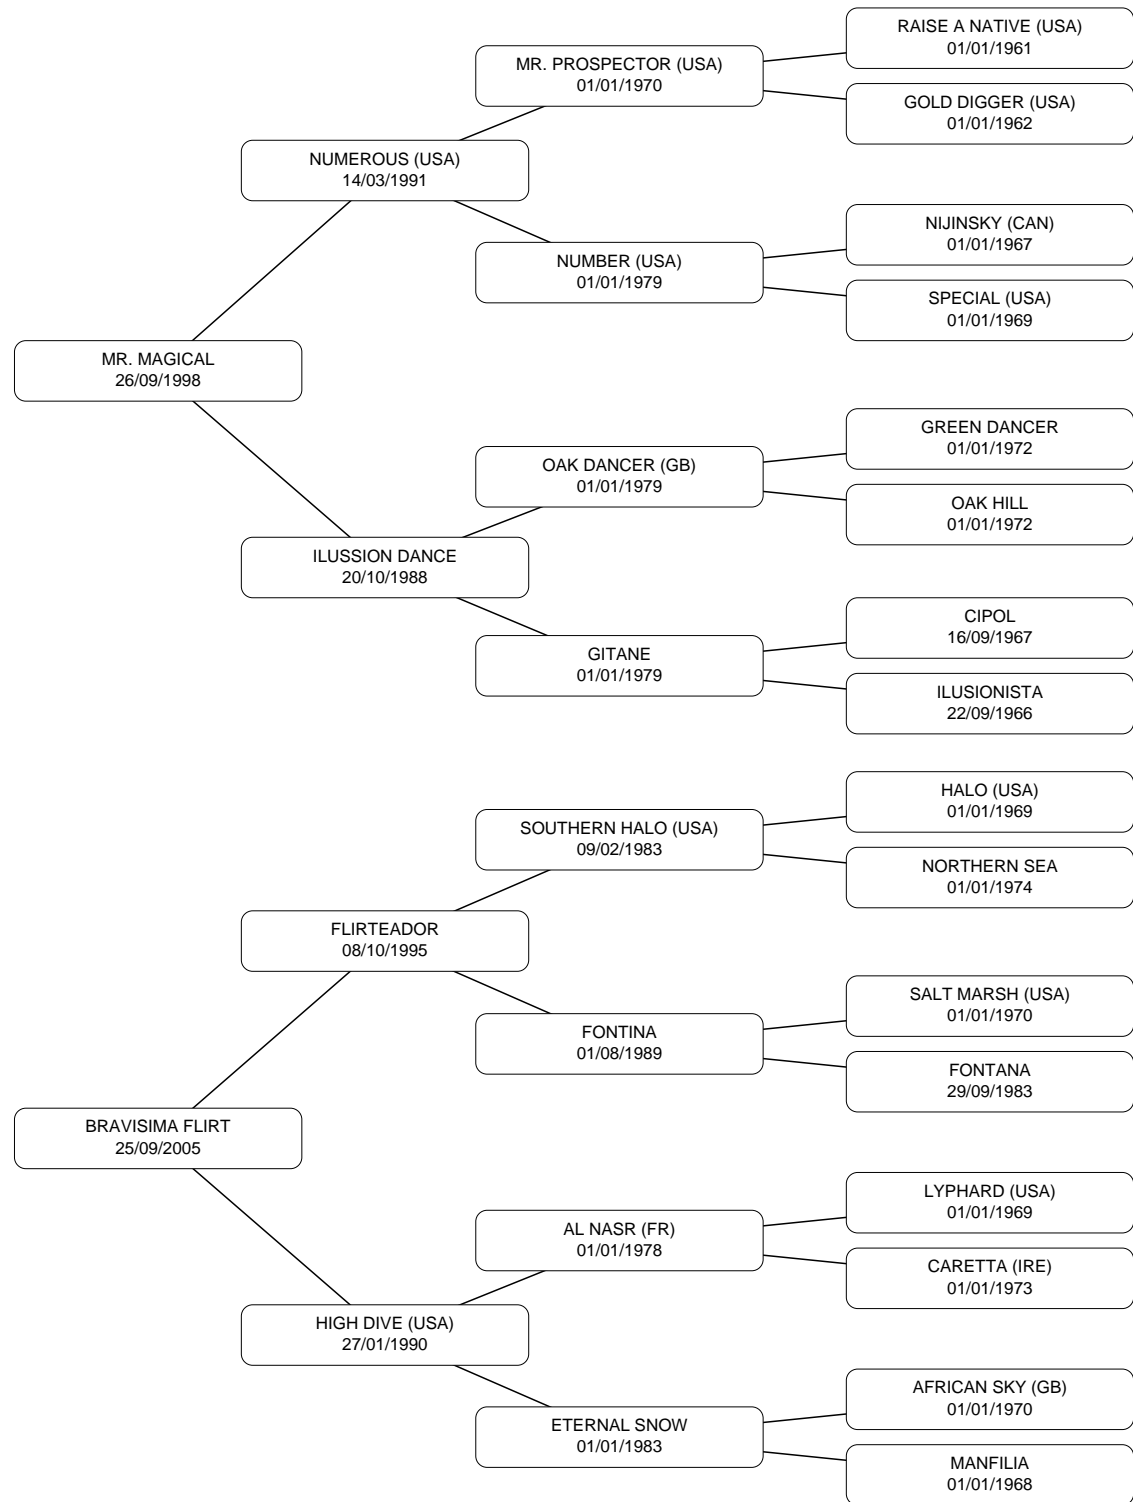 RAISE A NATIVE (USA)
01/01/1961
MR. PROSPECTOR (USA)
01/01/1970
GOLD DIGGER (USA)
01/01/1962
NUMEROUS (USA)
14/03/1991
NIJINSKY (CAN)
01/01/1967
NUMBER (USA)
01/01/1979
SPECIAL (USA)
01/01/1969
MR. MAGICAL
26/09/1998
GREEN DANCER
01/01/1972
OAK DANCER (GB)
01/01/1979
OAK HILL
01/01/1972
ILUSSION DANCE
20/10/1988
CIPOL
16/09/1967
GITANE
01/01/1979
ILUSIONISTA
22/09/1966
HALO (USA)
01/01/1969
SOUTHERN HALO (USA)
09/02/1983
NORTHERN SEA
01/01/1974
FLIRTEADOR
08/10/1995
SALT MARSH (USA)
01/01/1970
FONTINA
01/08/1989
FONTANA
29/09/1983
BRAVISIMA FLIRT
25/09/2005
LYPHARD (USA)
01/01/1969
AL NASR (FR)
01/01/1978
CARETTA (IRE)
01/01/1973
HIGH DIVE (USA)
27/01/1990
AFRICAN SKY (GB)
01/01/1970
ETERNAL SNOW
01/01/1983
MANFILIA
01/01/1968